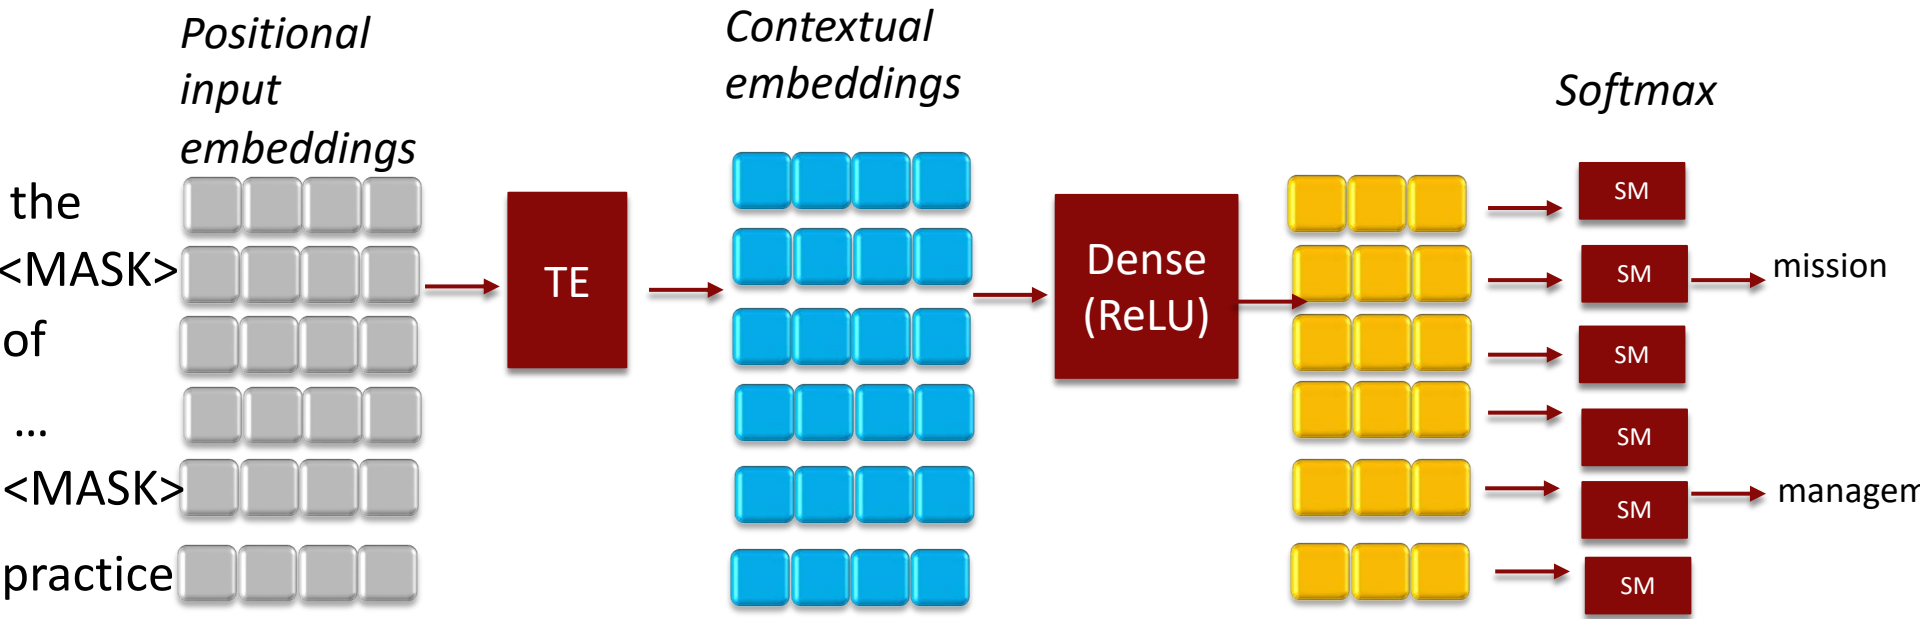 Positional
input
embeddings
Contextual
embeddings
Softmax
the
<MASK>
of
...
<MASK>
practice
TE
Dense
(ReLU)
SM
SM
SM
SM
SM
SM
mission
managem